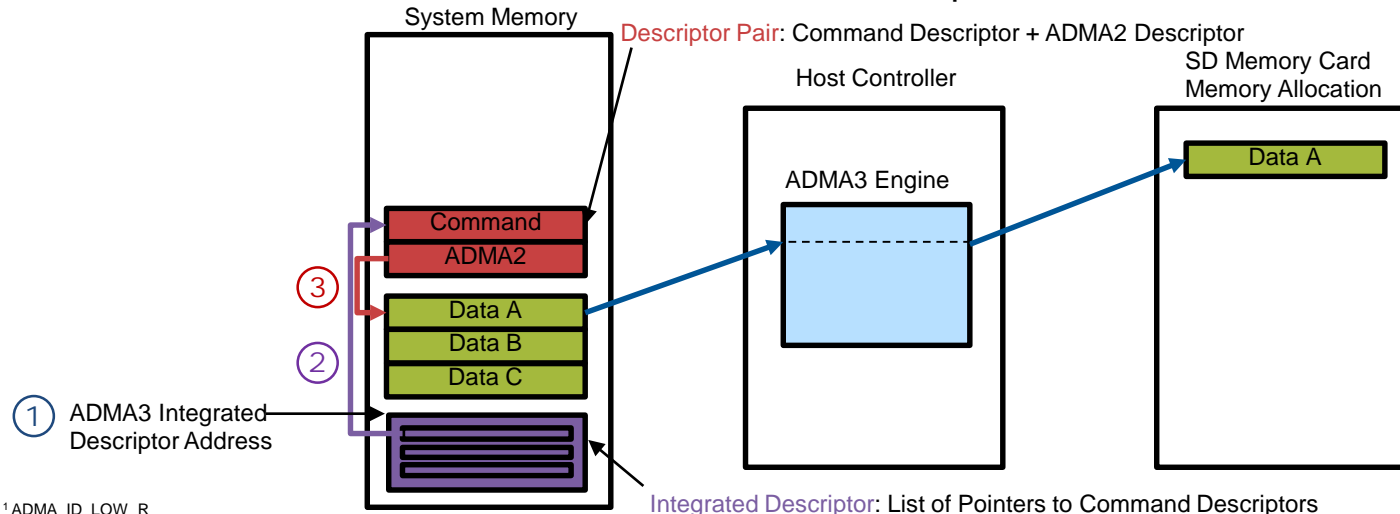 System Memory
Descriptor Pair: Command Descriptor + ADMA2 Descriptor
Host Controller
SD Memory Card
Memory Allocation
Data A
ADMA3 Engine
Command
ADMA2
3
Data A
Data B
2
Data C
1
ADMA3 Integrated
Descriptor Address
Integrated Descriptor: List of Pointers to Command Descriptors
1 ADMA_ID_LOW_R